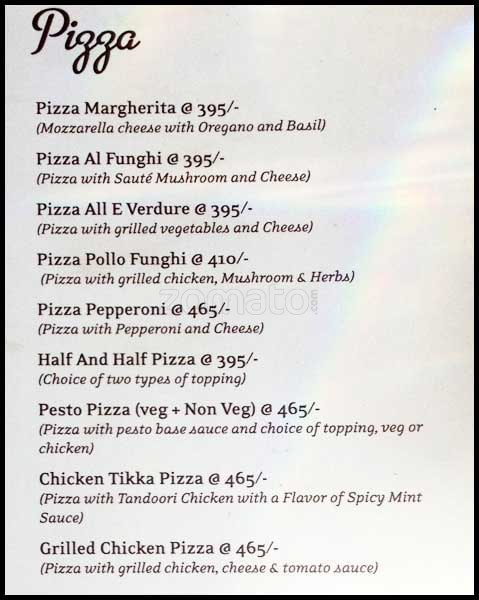 Pizza
Pizza Margherita @ 395/-
(Mozzarella cheese with Oregano and Basil)
Pizza Al Funghi @ 395/-
(Pizza with Sauté Mushroom and Cheese)
Pizza All E Verdure @ 395/-
(Pizza with grilled vegetables and Cheese)
Pizza Pollo Funghi @ 410/-
(Pizza with grilled chicken, Mushroom & Herbs)
zoomato.com
Pizza Pepperoni @ 465/-
(Pizza with Pepperoni and Cheese)
Half And Half Pizza @ 395/-
(Choice of two types of topping)
Pesto Pizza (veg + Non Veg) @ 465/-
(Pizza with pesto base sauce and choice of topping, veg or
chicken)
Chicken Tikka Pizza @ 465/-
(Pizza with Tandoori Chicken with a Flavor of Spicy Mint
Sauce)
Grilled Chicken Pizza @ 465/-
(Pizza with grilled chicken, cheese & tomato sauce)